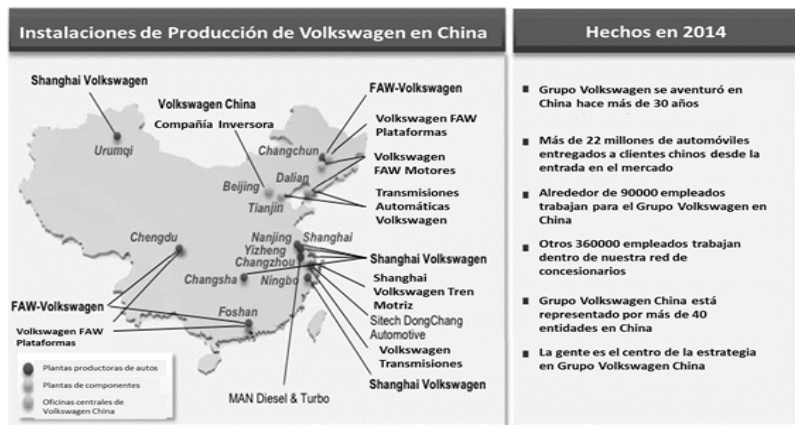 Instalaciones de Producción de Volkswagen en China
Shanghai Volkswagen
FAW-Volkswagen
Volkswagen China
Compañía Inversora
Volkswagen FAW
Plataformas
Urumqi
Changchun
Volkswagen
FAW Motores
Dalian
Beijing
Tianjin
Transmisiones
Automáticas
Volkswagen
Chengdu
Nanjing
Shanghai
Yizheng
Changzhou
Shanghai Volkswagen
Changsha
Ningbo
Shanghai
Volkswagen Tren
Motriz
FAW-Volkswagen
Foshan
Sitech DongChang
Automotive
Volkswagen FAW
Plataformas
Volkswagen
Transmisiones
Shanghai Volkswagen
MAN Diesel & Turbo
Plantas productoras de autos
Plantas de componentes
Oficinas centrales de
Volkswagen China
Hechos en 2014
Grupo Volkswagen se aventuró en
China hace más de 30 años
Más de 22 millones de automóviles
entregados a clientes chinos desde la
entrada en el mercado
Alrededor de 90000 empleados
trabajan para el Grupo Volkswagen en
China
Otros 360000 empleados trabajan
dentro de nuestra red de
concesionarios
Grupo Volkswagen China está
representado por más de 40
entidades en China
La gente es el centro de la estrategia
en Grupo Volkswagen China